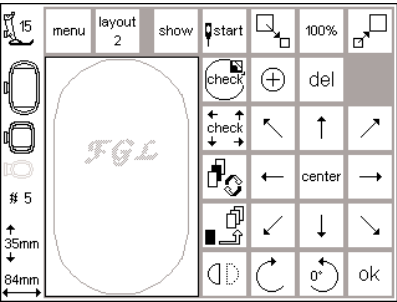 15
menu
layout
2
show
start
100%
check
del
check
FGL
center
# 5
35mm
84mm
0°
ok